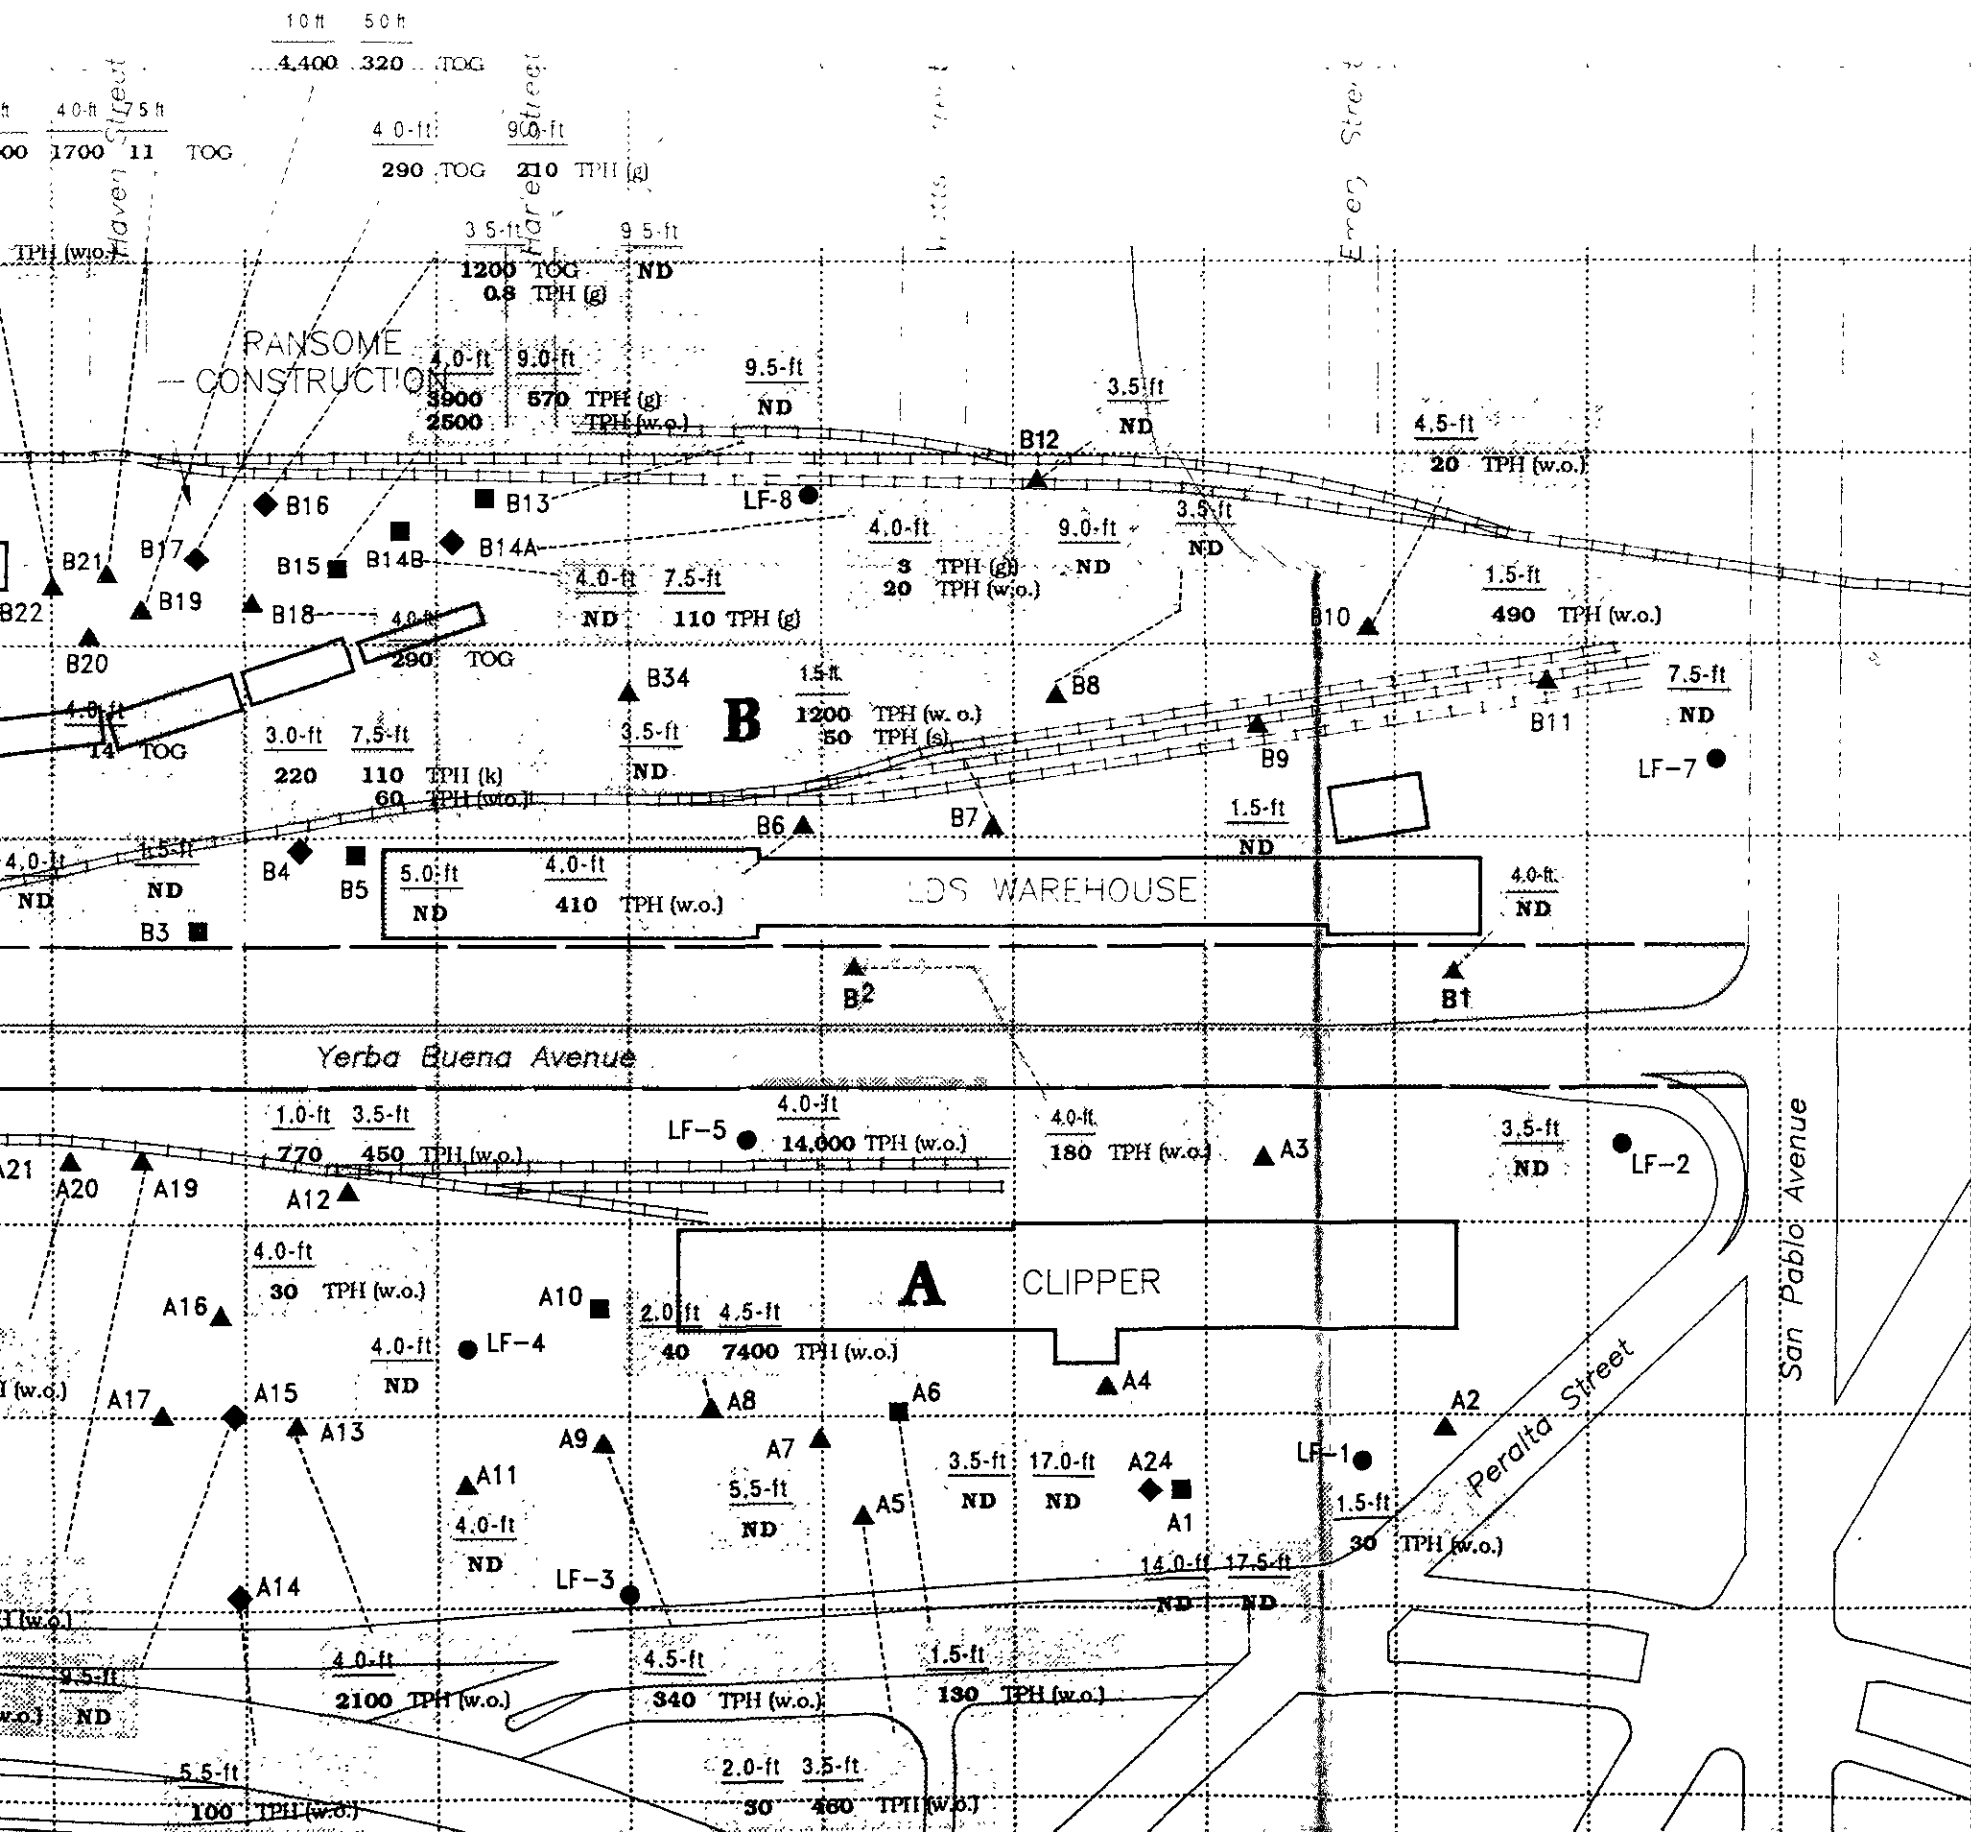 10 ft 50 ft
4,400 320 TOG
Haven Street
ft 4.0-ft 7.5 ft
00 1700 11 TOG
4.0-ft 9.0-ft
290 TOG 210 TPH (g)
3.5-ft 9.5-ft
1200 TOG ND
0.8 TPH (g)
TPH (w.o.)
RANSOME
CONSTRUCTION
4.0-ft 9.0-ft
3900 570 TPH (g)
2500 TPH (w.o.)
9.5-ft
ND
3.5-ft
ND
B12
4.5-ft
20 TPH (w.o.)
B16
B13
LF-8
B17
B21
B15
B14B
B14A
B22
B19
B18
B20
4.0-ft 9.0-ft
3 TPH (g) ND
20 TPH (w.o.)
3.5-ft
ND
4.0-ft 7.5-ft
ND 110 TPH (g)
1.5-ft
490 TPH (w.o.)
B10
4.0-ft
290 TOG
B34
B
1.5-ft
1200 TPH (w. o.)
50 TPH (s)
B8
7.5-ft
ND
B11
B9
LF-7
4.0-ft
14 TOG
3.0-ft 7.5-ft
220 110 TPH (k)
60 TPH (w.o.)
3.5-ft
ND
B6
B7
1.5-ft
ND
4.0-ft
ND
1.5-ft
ND
B4
B5
B3
5.0-ft 4.0-ft
ND 410 TPH (w.o.)
LDS WAREHOUSE
4.0-ft
ND
B2
B1
Yerba Buena Avenue
1.0-ft 3.5-ft
770 450 TPH (w.o.)
LF-5
4.0-ft
14,000 TPH (w.o.)
4.0-ft
180 TPH (w.o.)
A3
3.5-ft
ND
LF-2
A21
A20
A19
A12
San Pablo Avenue
4.0-ft
30 TPH (w.o.)
A16
A10
A
CLIPPER
2.0-ft 4.5-ft
40 7400 TPH (w.o.)
4.0-ft
ND
LF-4
(w.o.)
A17
A15
A13
A8
A6
A4
A2
Peralta Street
A9
A7
A11
4.0-ft
ND
5.5-ft
ND
A5
3.5-ft 17.0-ft
ND ND
A24
A1
LF-1
1.5-ft
30 TPH (w.o.)
14.0-ft 17.5-ft
ND ND
A14
LF-3
(w.o.)
9.5-ft
w.o.) ND
4.0-ft
2100 TPH (w.o.)
4.5-ft
340 TPH (w.o.)
1.5-ft
130 TPH (w.o.)
5.5-ft
100 TPH (w.o.)
2.0-ft 3.5-ft
30 460 TPH (w.o.)